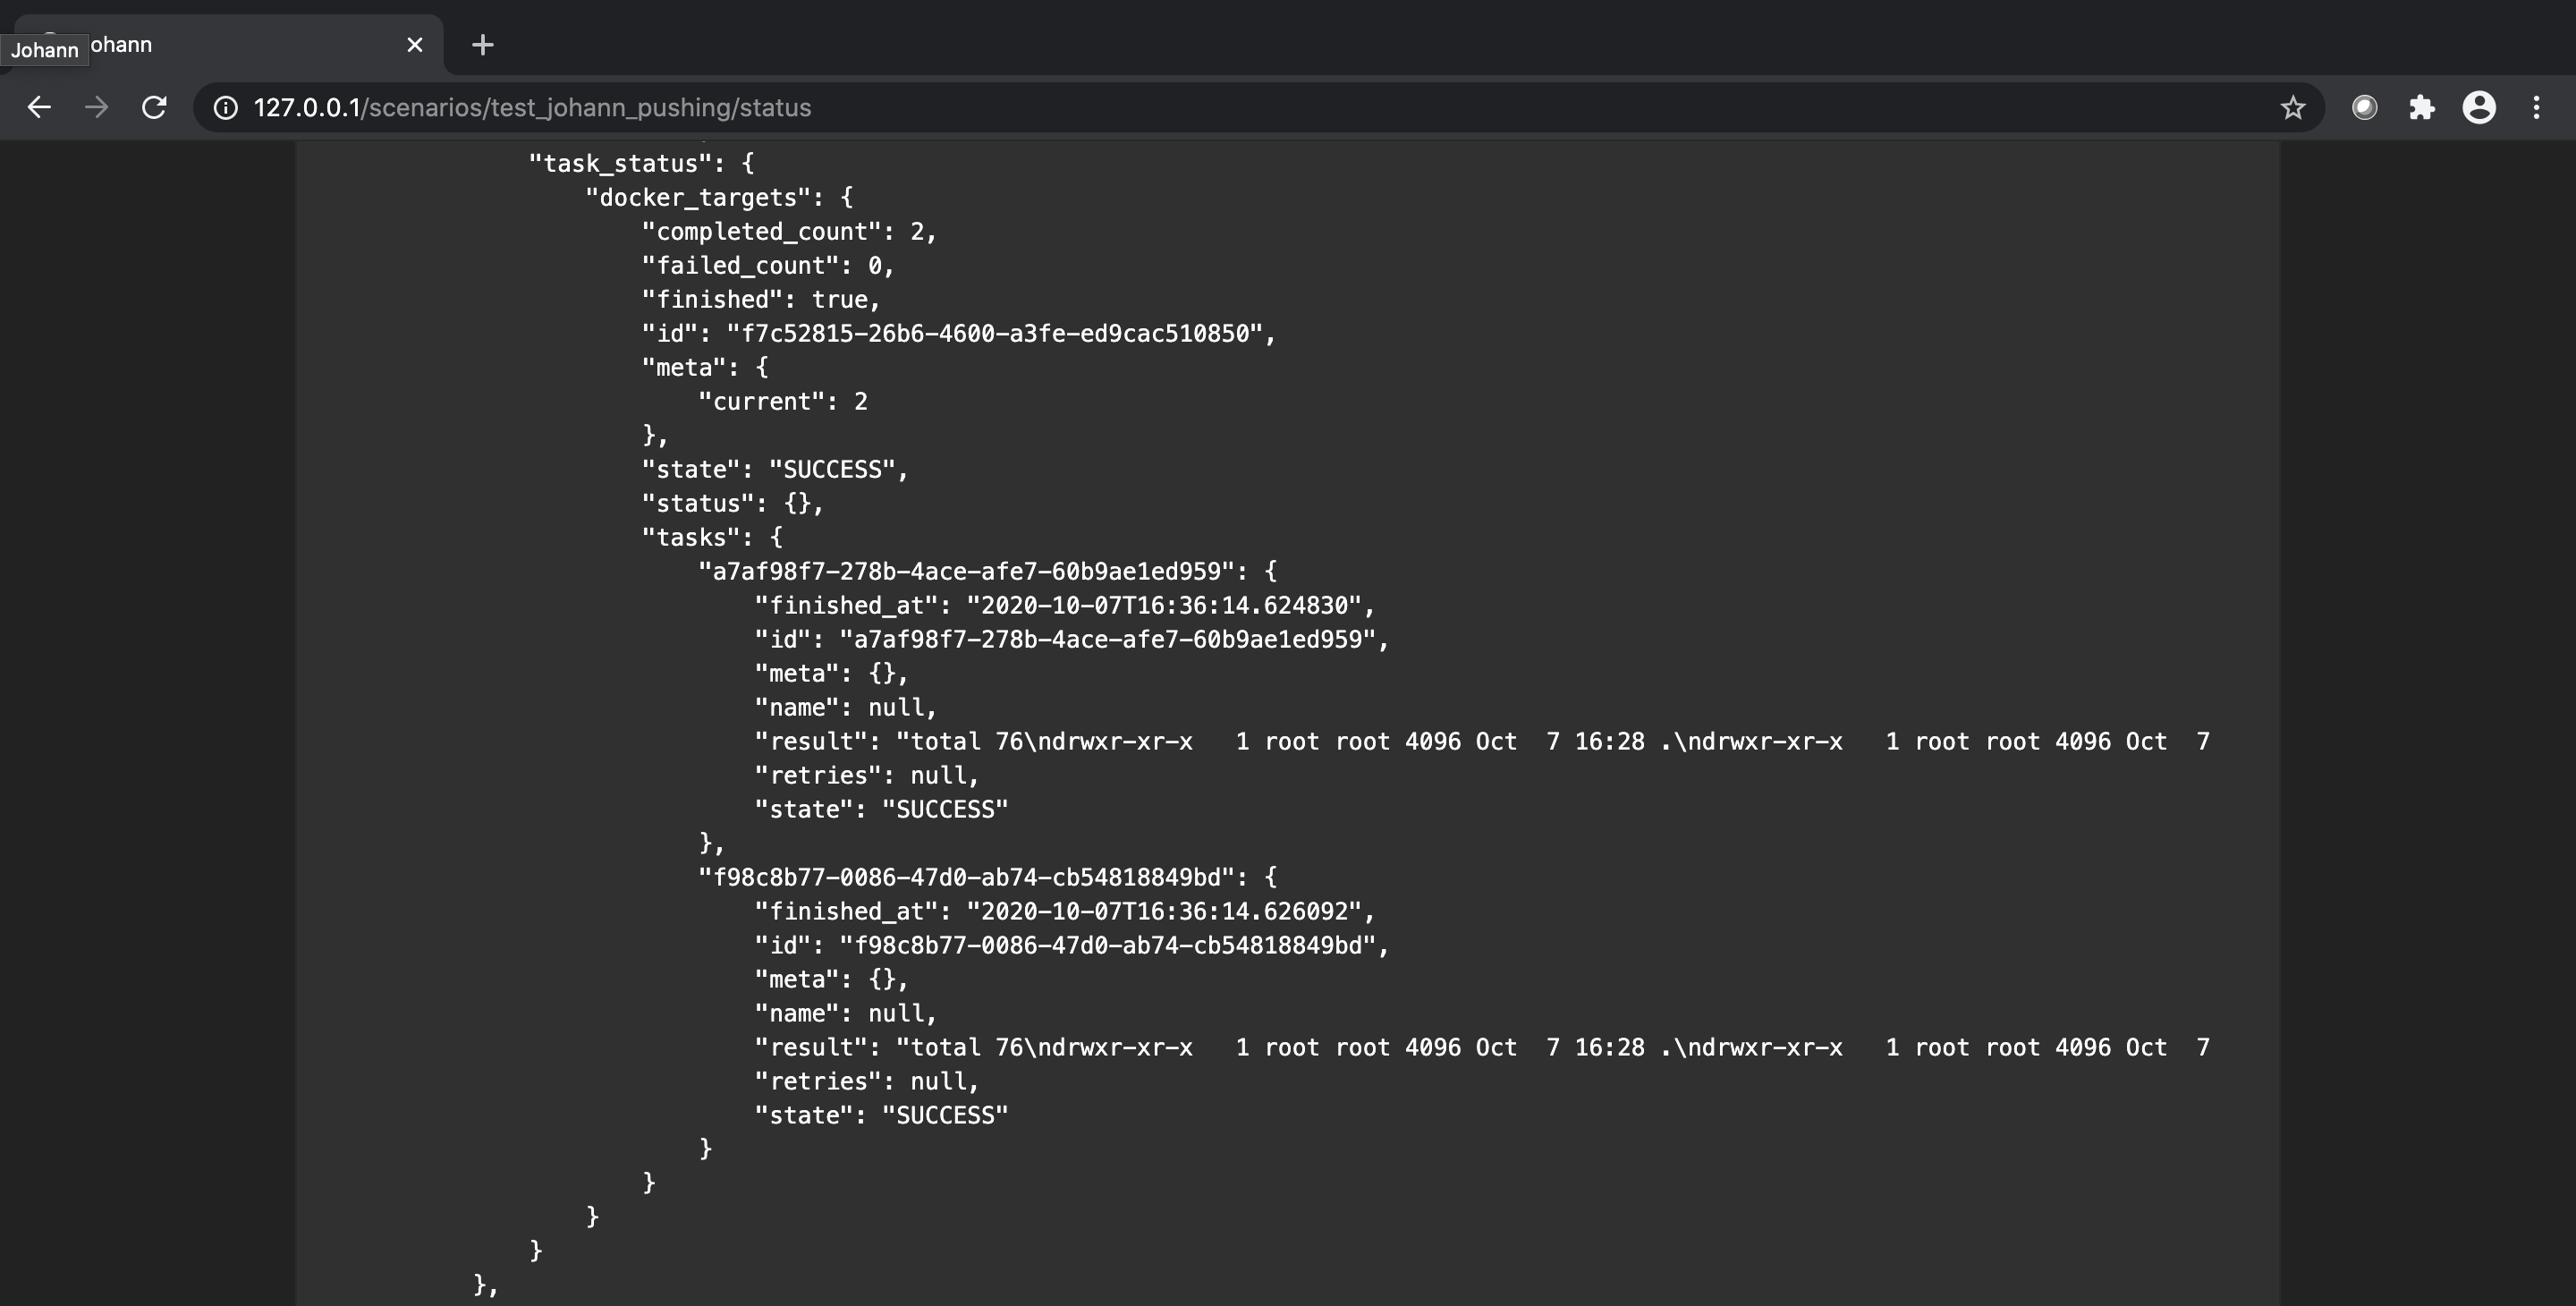 Johann
ohann
127.0.0.1/scenarios/test_johann_pushing/status
"task_status": {
"docker_targets": {
"completed_count": 2,
"failed_count": 0,
"finished": true,
"id": "f7c52815-26b6-4600-a3fe-ed9cac510850",
"meta": {
"current": 2
},
"state": "SUCCESS",
"status": {},
"tasks": {
"a7af98f7-278b-4ace-afe7-60b9ae1ed959": {
"finished_at": "2020-10-07T16:36:14.624830",
"id": "a7af98f7-278b-4ace-afe7-60b9ae1ed959",
"meta": {},
"name": null,
"result": "total 76\ndrwxr-xr-x   1 root root 4096 Oct  7 16:28 .\ndrwxr-xr-x   1 root root 4096 Oct  7
"retries": null,
"state": "SUCCESS"
},
"f98c8b77-0086-47d0-ab74-cb54818849bd": {
"finished_at": "2020-10-07T16:36:14.626092",
"id": "f98c8b77-0086-47d0-ab74-cb54818849bd",
"meta": {},
"name": null,
"result": "total 76\ndrwxr-xr-x   1 root root 4096 Oct  7 16:28 .\ndrwxr-xr-x   1 root root 4096 Oct  7
"retries": null,
"state": "SUCCESS"
}
}
}
}
},